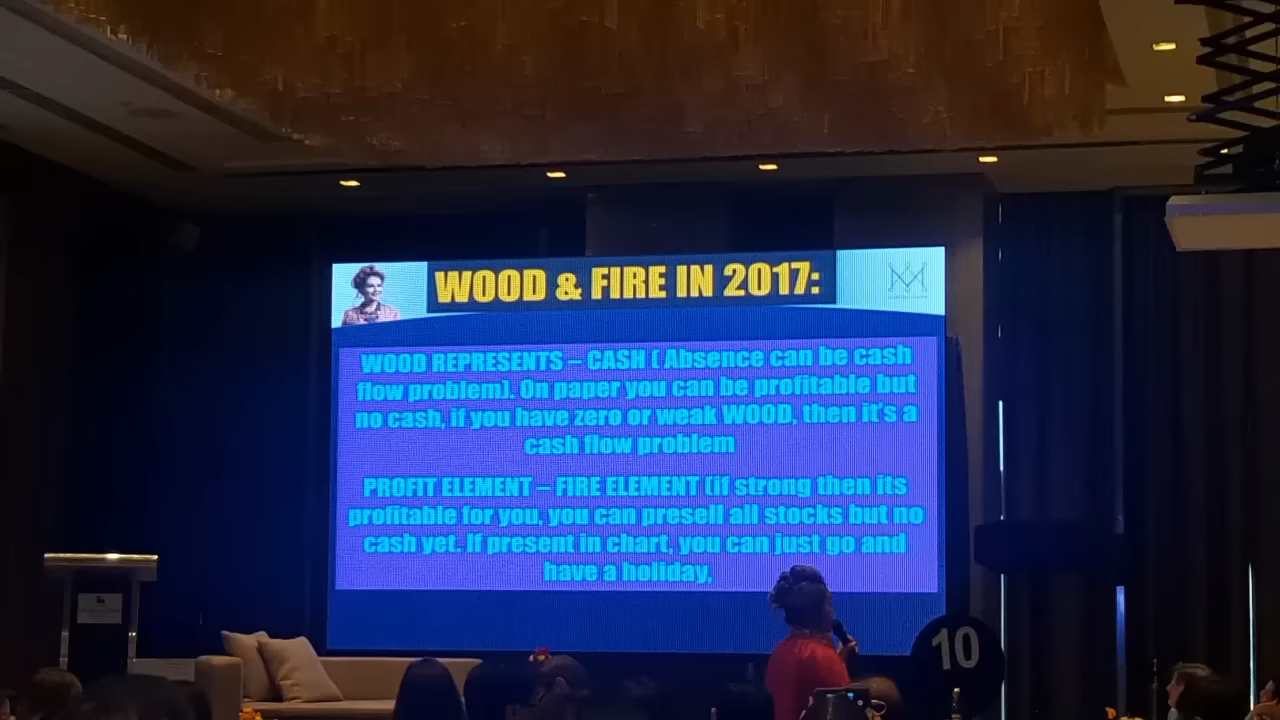 WOOD & FIRE IN 2017:
WOOD REPRESENTS – CASH ( Absence can be cash
flow problem). On paper you can be profitable but
no cash, if you have zero or weak WOOD, then it's a
cash flow problem
PROFIT ELEMENT – FIRE ELEMENT (if strong then its
profitable for you, you can presell all stocks but no
cash yet. If present in chart, you can just go and
have a holiday,
10